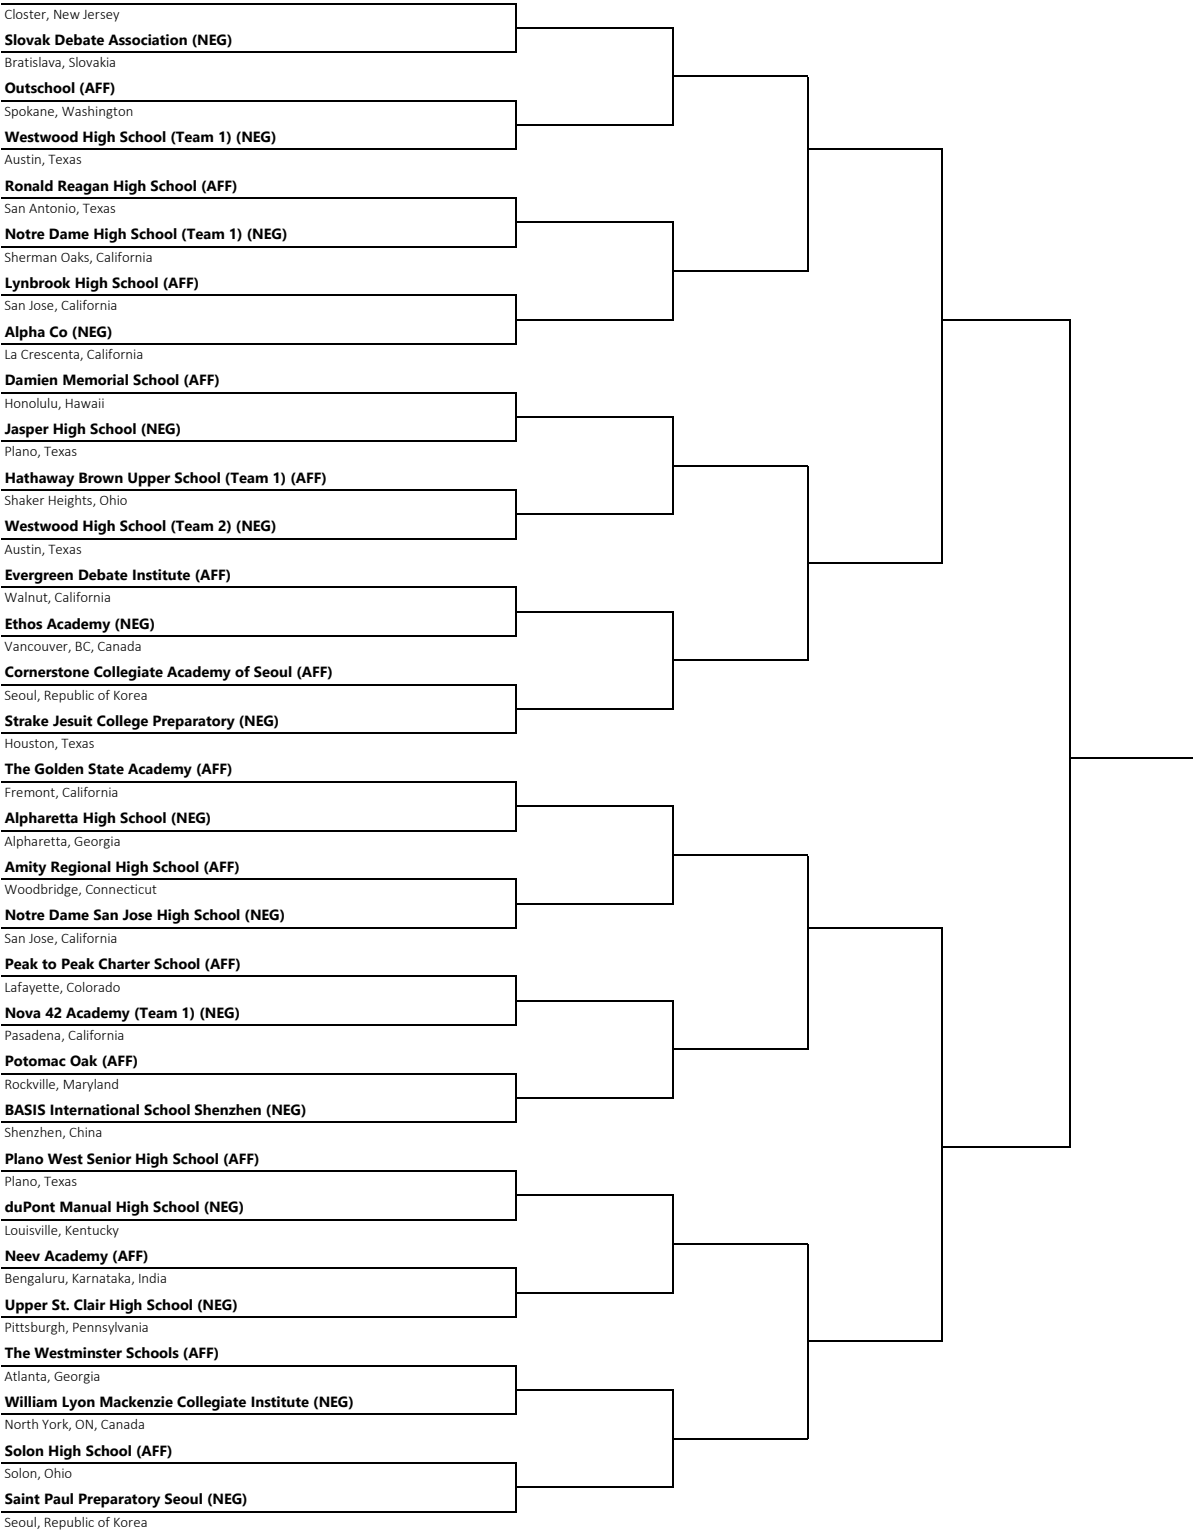 Closter, New Jersey
Slovak Debate Association (NEG)
Bratislava, Slovakia
Outschool (AFF)
Spokane, Washington
Westwood High School (Team 1) (NEG)
Austin, Texas
Ronald Reagan High School (AFF)
San Antonio, Texas
Notre Dame High School (Team 1) (NEG)
Sherman Oaks, California
Lynbrook High School (AFF)
San Jose, California
Alpha Co (NEG)
La Crescenta, California
Damien Memorial School (AFF)
Honolulu, Hawaii
Jasper High School (NEG)
Plano, Texas
Hathaway Brown Upper School (Team 1) (AFF)
Shaker Heights, Ohio
Westwood High School (Team 2) (NEG)
Austin, Texas
Evergreen Debate Institute (AFF)
Walnut, California
Ethos Academy (NEG)
Vancouver, BC, Canada
Cornerstone Collegiate Academy of Seoul (AFF)
Seoul, Republic of Korea
Strake Jesuit College Preparatory (NEG)
Houston, Texas
The Golden State Academy (AFF)
Fremont, California
Alpharetta High School (NEG)
Alpharetta, Georgia
Amity Regional High School (AFF)
Woodbridge, Connecticut
Notre Dame San Jose High School (NEG)
San Jose, California
Peak to Peak Charter School (AFF)
Lafayette, Colorado
Nova 42 Academy (Team 1) (NEG)
Pasadena, California
Potomac Oak (AFF)
Rockville, Maryland
BASIS International School Shenzhen (NEG)
Shenzhen, China
Plano West Senior High School (AFF)
Plano, Texas
duPont Manual High School (NEG)
Louisville, Kentucky
Neev Academy (AFF)
Bengaluru, Karnataka, India
Upper St. Clair High School (NEG)
Pittsburgh, Pennsylvania
The Westminster Schools (AFF)
Atlanta, Georgia
William Lyon Mackenzie Collegiate Institute (NEG)
North York, ON, Canada
Solon High School (AFF)
Solon, Ohio
Saint Paul Preparatory Seoul (NEG)
Seoul, Republic of Korea